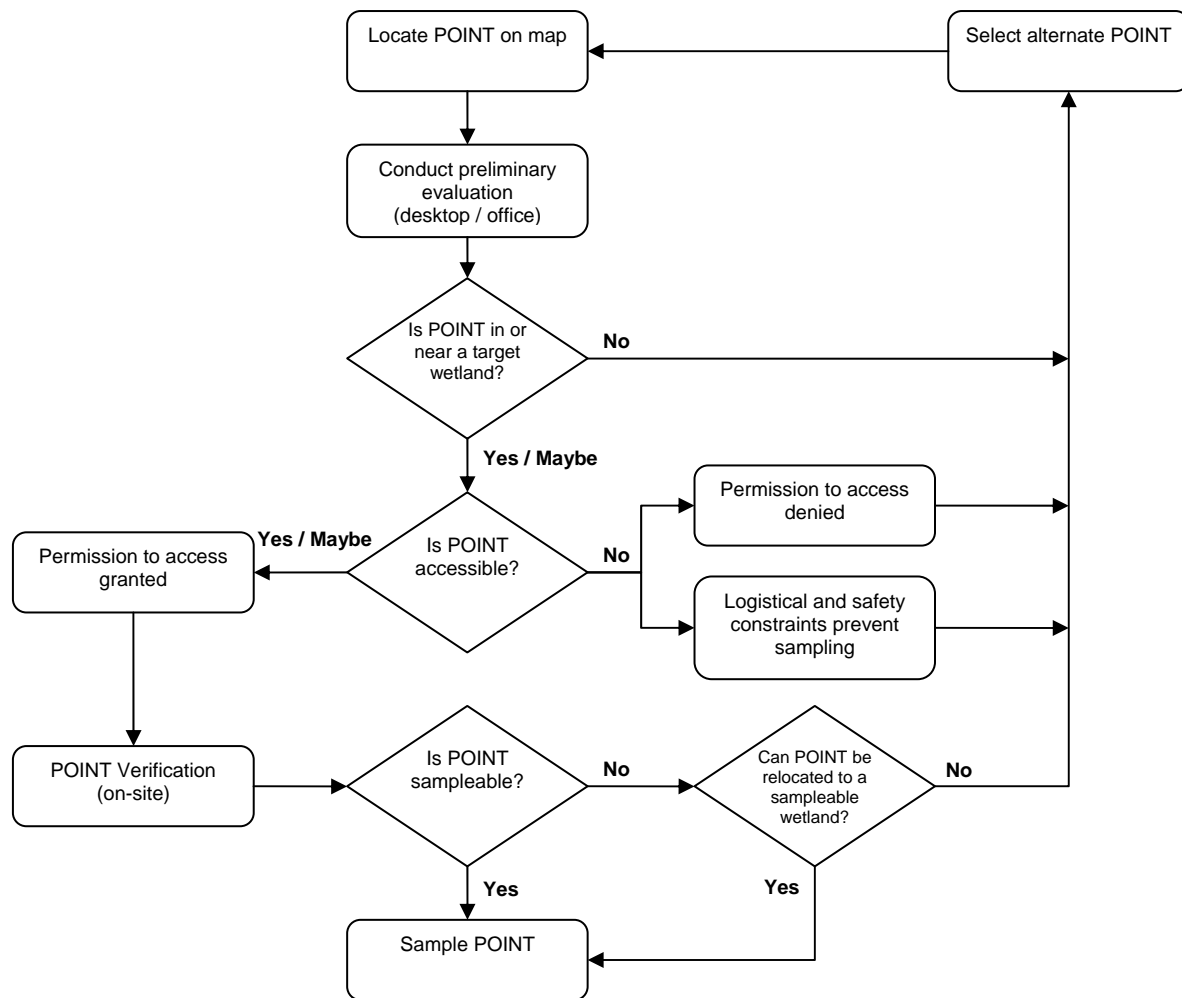 Locate POINT on map
Select alternate POINT
Conduct preliminary
evaluation
(desktop / office)
Is POINT in or
near a target
wetland?
No
Yes / Maybe
Permission to access
denied
Yes / Maybe
Is POINT
accessible?
No
Permission to access
granted
Logistical and safety
constraints prevent
sampling
POINT Verification
(on-site)
Is POINT
sampleable?
No
Can POINT be
relocated to a
sampleable
wetland?
No
Yes
Yes
Sample POINT